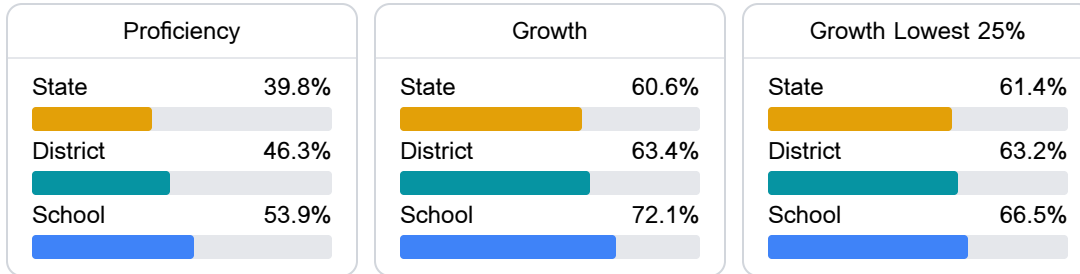 Proficiency
State 39.8%
District 46.3%
School 53.9%
Growth
State 60.6%
District 63.4%
School 72.1%
Growth Lowest 25%
State 61.4%
District 63.2%
School 66.5%